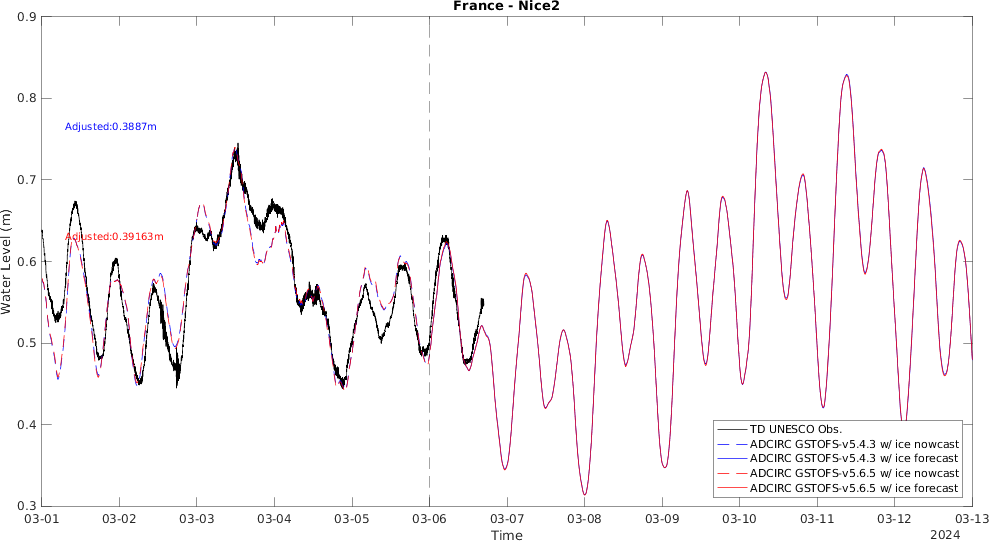 France - Nice2
0.9
0.8
0.7
0.6
0.5
0.4
0.3
Water Level (m)
Adjusted:0.3887m
Adjusted:0.39163m
TD UNESCO Obs.
ADCIRC GSTOFS-v5.4.3 w/ ice nowcast
ADCIRC GSTOFS-v5.4.3 w/ ice forecast
ADCIRC GSTOFS-v5.6.5 w/ ice nowcast
ADCIRC GSTOFS-v5.6.5 w/ ice forecast
03-01 03-02 03-03 03-04 03-05 03-06 03-07 03-08 03-09 03-10 03-11 03-12 03-13
Time
2024